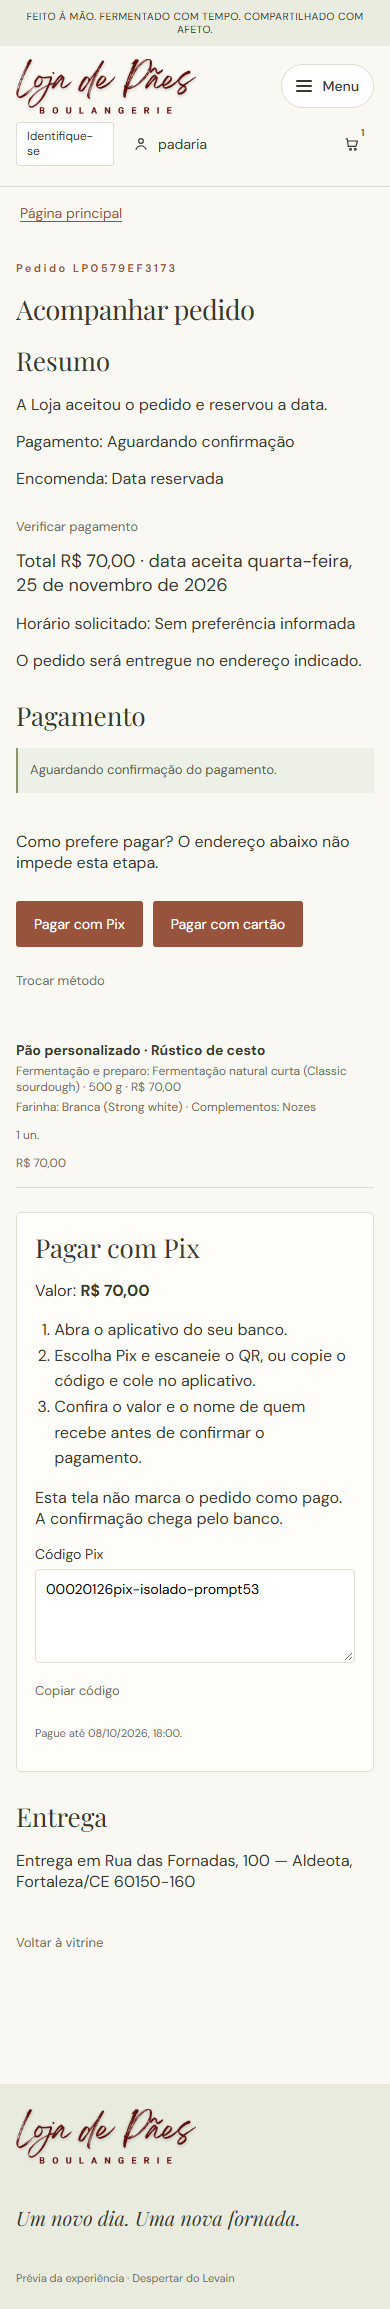 FEITO À MÃO. FERMENTADO COM TEMPO. COMPARTILHADO COM
AFETO.
Loja de Pães
BOULANGERIE
Menu
Identifique-
se
padaria
1
Página principal
Pedido LP0579EF3173
Acompanhar pedido
Resumo
A Loja aceitou o pedido e reservou a data.
Pagamento: Aguardando confirmação
Encomenda: Data reservada
Verificar pagamento
Total R$ 70,00 · data aceita quarta-feira,
25 de novembro de 2026
Horário solicitado: Sem preferência informada
O pedido será entregue no endereço indicado.
Pagamento
Aguardando confirmação do pagamento.
Como prefere pagar? O endereço abaixo não
impede esta etapa.
Pagar com Pix
Pagar com cartão
Trocar método
Pão personalizado · Rústico de cesto
Fermentação e preparo: Fermentação natural curta (Classic
sourdough) · 500 g · R$ 70,00
Farinha: Branca (Strong white) · Complementos: Nozes
1 un.
R$ 70,00
Pagar com Pix
Valor: R$ 70,00
1. Abra o aplicativo do seu banco.
2. Escolha Pix e escaneie o QR, ou copie o
código e cole no aplicativo.
3. Confira o valor e o nome de quem
recebe antes de confirmar o
pagamento.
Esta tela não marca o pedido como pago.
A confirmação chega pelo banco.
Código Pix
00020126pix-isolado-prompt53
Copiar código
Pague até 08/10/2026, 18:00.
Entrega
Entrega em Rua das Fornadas, 100 — Aldeota,
Fortaleza/CE 60150-160
Voltar à vitrine
Loja de Pães
BOULANGERIE
Um novo dia. Uma nova fornada.
Prévia da experiência · Despertar do Levain